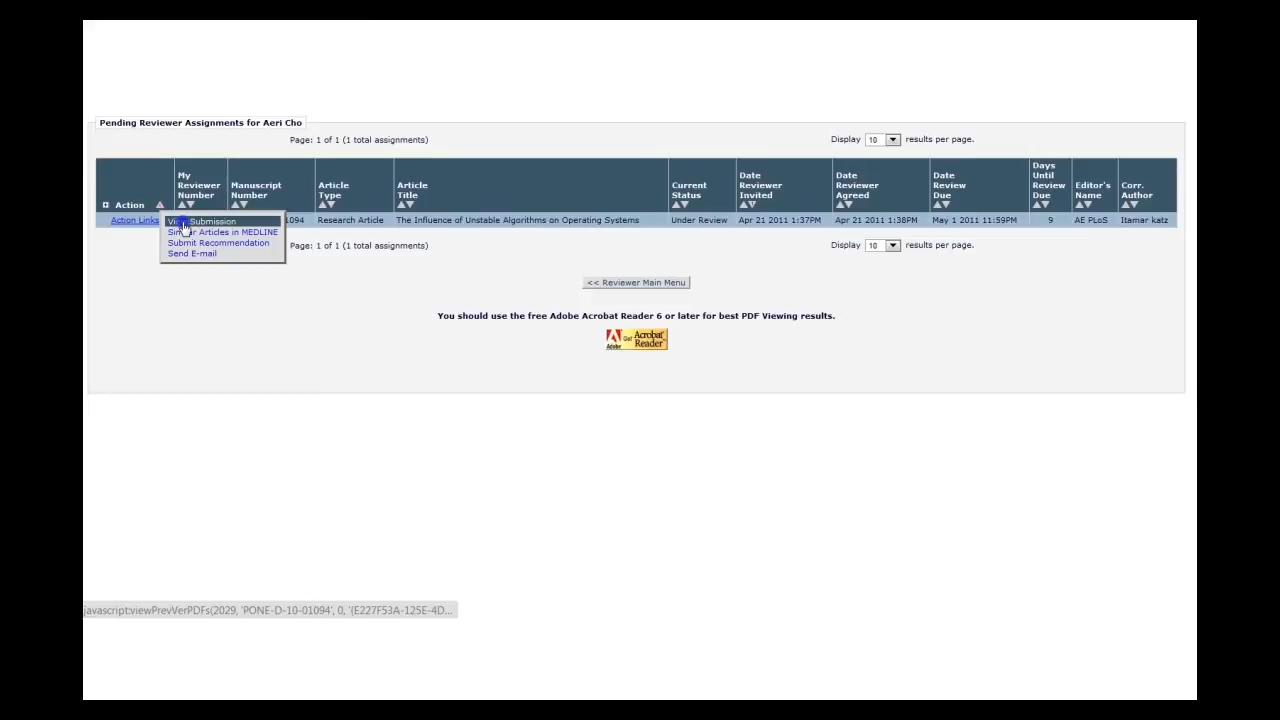 Pending Reviewer Assignments for Aeri Cho
Page: 1 of 1 (1 total assignments)
Display 10 results per page.
Action
My Reviewer Number
Manuscript Number
Article Type
Article Title
Current Status
Date Reviewer Invited
Date Reviewer Agreed
Date Review Due
Days Until Review Due
Editor's Name
Corr. Author
Action Links
1094
Research Article
The Influence of Unstable Algorithms on Operating Systems
Under Review
Apr 21 2011 1:37PM
Apr 21 2011 1:38PM
May 1 2011 11:59PM
9
AE PLoS
Itamar katz
View Submission
Similar Articles in MEDLINE
Submit Recommendation
Send E-mail
Page: 1 of 1 (1 total assignments)
Display 10 results per page.
<< Reviewer Main Menu
You should use the free Adobe Acrobat Reader 6 or later for best PDF Viewing results.
Adobe
Get Acrobat Reader
javascript:viewPrevVerPDFs(2029, 'PONE-D-10-01094', 0, '{E227F53A-125E-4D...